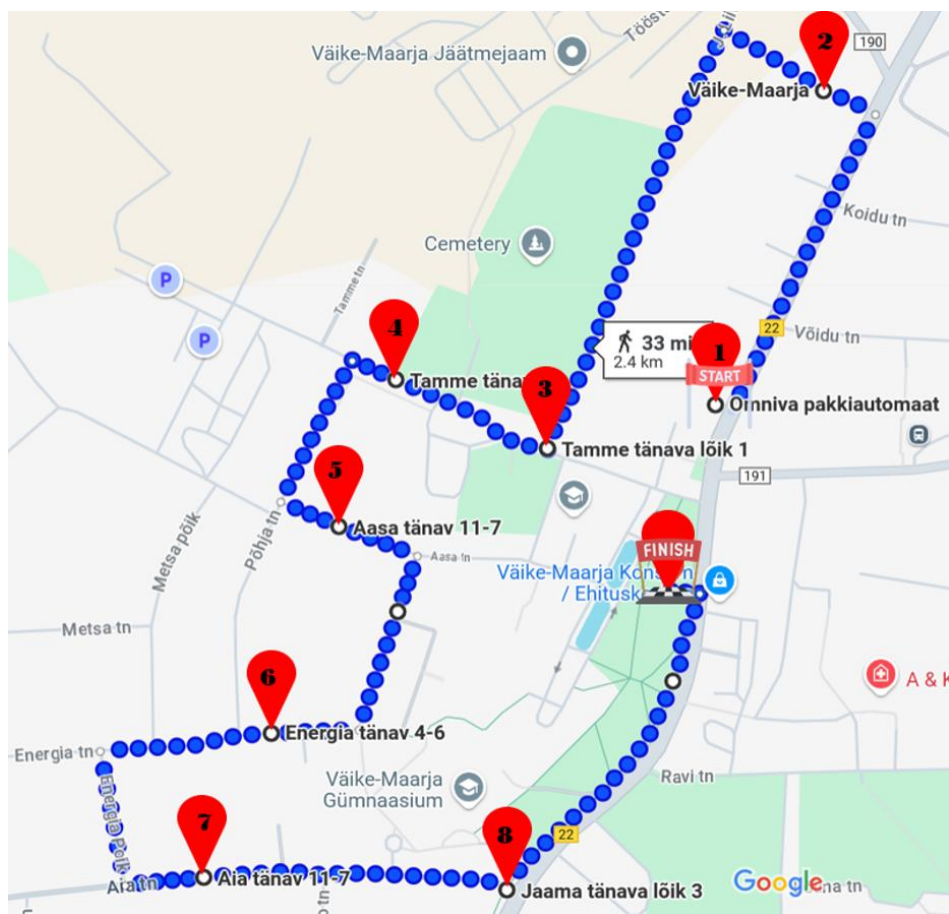 2
190
Tööst
Väike-Maarja Jäätmejaam
Väike-Maarja
Koidu tn
Cemetery
P
Tamme tn
22
Võidu tn
P
4
33 mi
2.4 km
1
START
Tamme täna
3
Omniva pakkiautomaat
Tamme tänava lõik 1
191
5
Aasa tänav 11-7
Metsa põik
Põhja tn
Aasa tn
FINISH
Väike-Maarja Kons n
/ Ehitusk
Metsa tn
6
A & K
Energia tänav 4-6
Energia tn
Ravi tn
Väike-Maarja
Gümnaasium
Energia Põik
7
8
22
Aia tn
Aia tänav 11-7
Jaama tänava lõik 3
Google